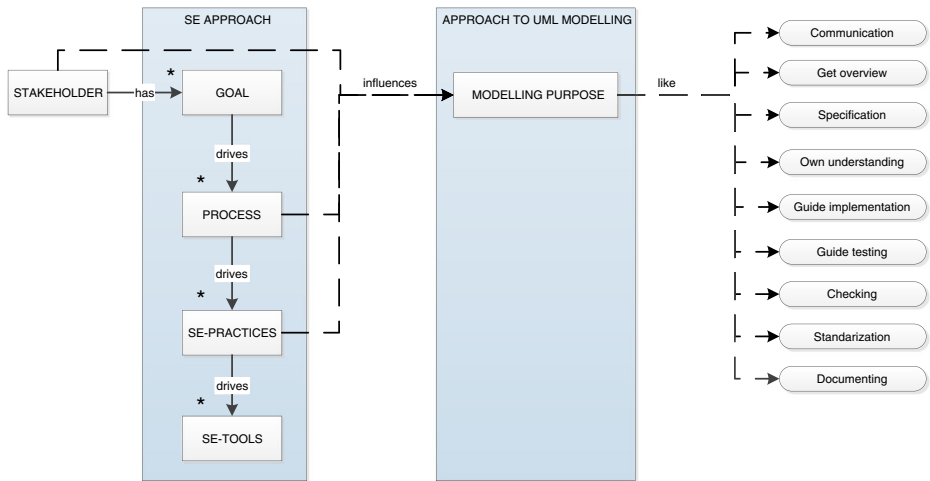 SE APPROACH
APPROACH TO UML MODELLING
STAKEHOLDER
has
*
GOAL
influences
MODELLING PURPOSE
like
drives
*
PROCESS
drives
*
SE-PRACTICES
drives
*
SE-TOOLS
Communication
Get overview
Specification
Own understanding
Guide implementation
Guide testing
Checking
Standarization
Documenting